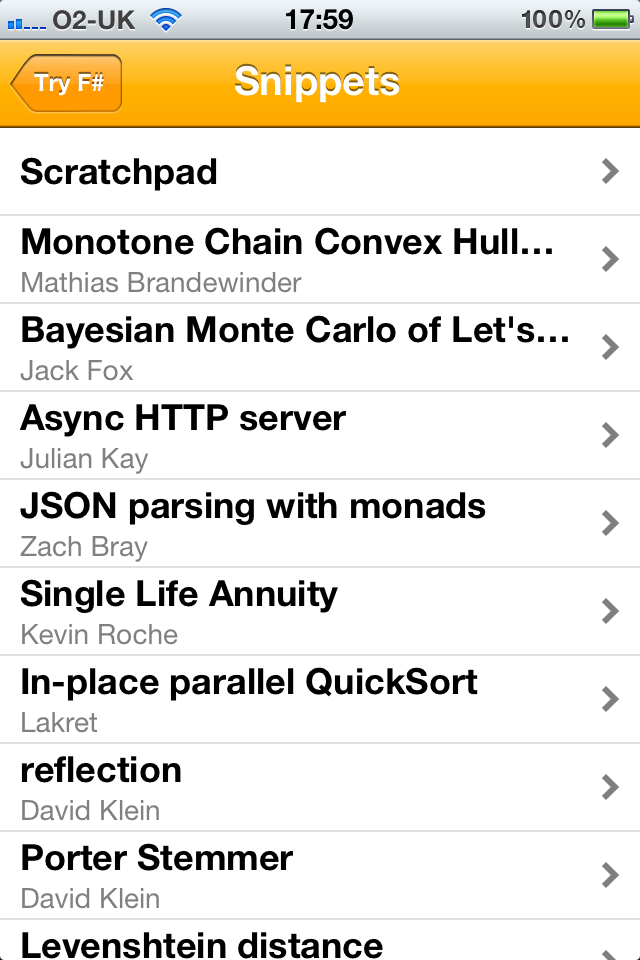 O2-UK 17:59 100%
Try F# Snippets
Scratchpad
Monotone Chain Convex Hull...
Mathias Brandewinder
Bayesian Monte Carlo of Let's...
Jack Fox
Async HTTP server
Julian Kay
JSON parsing with monads
Zach Bray
Single Life Annuity
Kevin Roche
In-place parallel QuickSort
Lakret
reflection
David Klein
Porter Stemmer
David Klein
Levenshtein distance